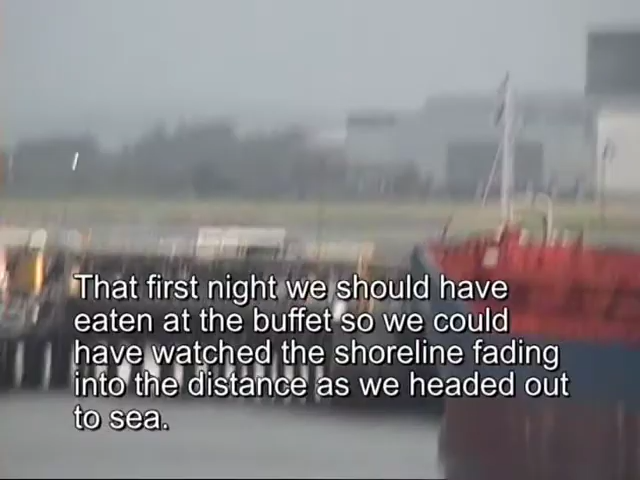 That first night we should have
eaten at the buffet so we could
have watched the shoreline fading
into the distance as we headed out
to sea.